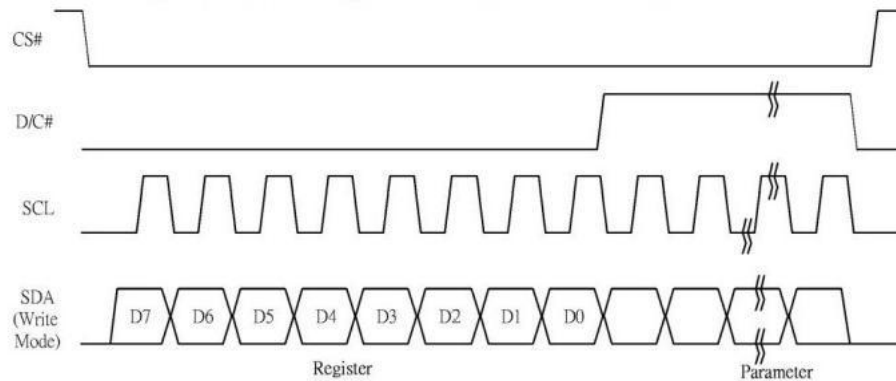 CS#
D/C#
SCL
SDA
(Write
Mode)
D7 D6 D5 D4 D3 D2 D1 D0
Register Parameter